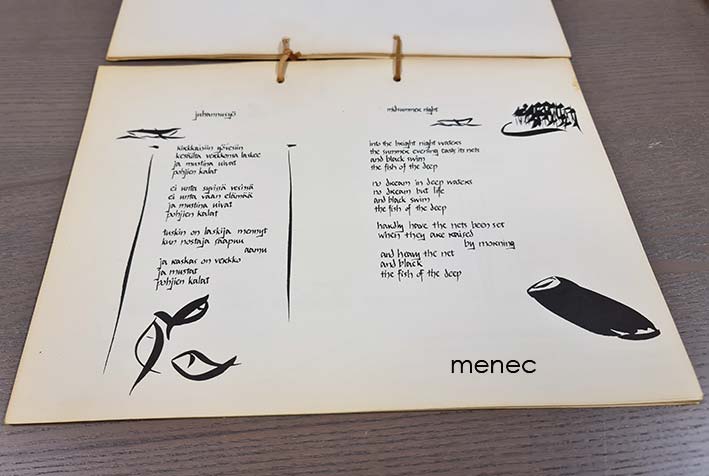 juhannusyö
kirkkaisiin yövesiin
kesäilta verkkonsa laskee
ja mustina uivat
pohjien kalat
ei unta syvissä vesissä
ei unta vaan elämää
ja mustina uivat
pohjien kalat
tuskin on laskija mennyt
kun nostaja saapuu
aamu
ja raskas on verkko
ja mustat
pohjien kalat
midsummer night
into the bright night waters
the summer evening casts its nets
and black swim
the fish of the deep
no dream in deep waters
no dream but life
and black swim
the fish of the deep
hardly have the nets been set
when they are raised
by morning
and heavy the net
and black
the fish of the deep
menec